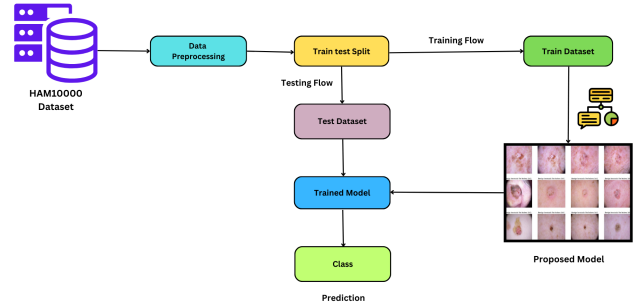 HAM10000
Dataset
Data
Preprocessing
Train test Split
Training Flow
Train Dataset
Testing Flow
Test Dataset
Trained Model
Proposed Model
Class
Prediction